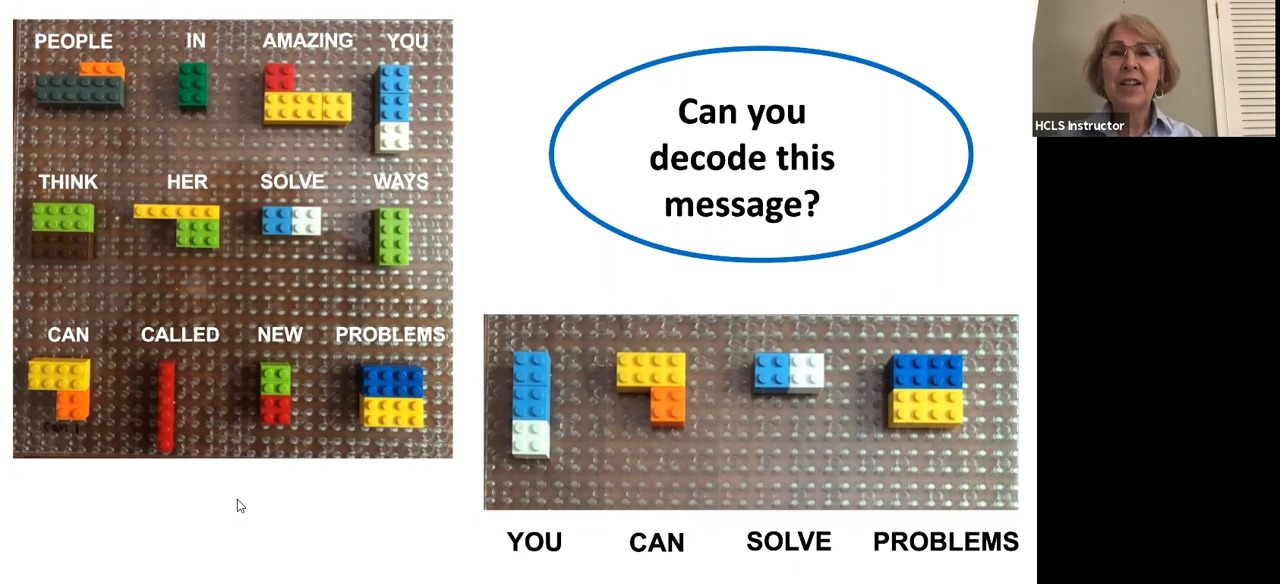 PEOPLE IN AMAZING YOU
THINK HER SOLVE WAYS
CAN CALLED NEW PROBLEMS
Can you
decode this
message?
YOU CAN SOLVE PROBLEMS
HCLS Instructor